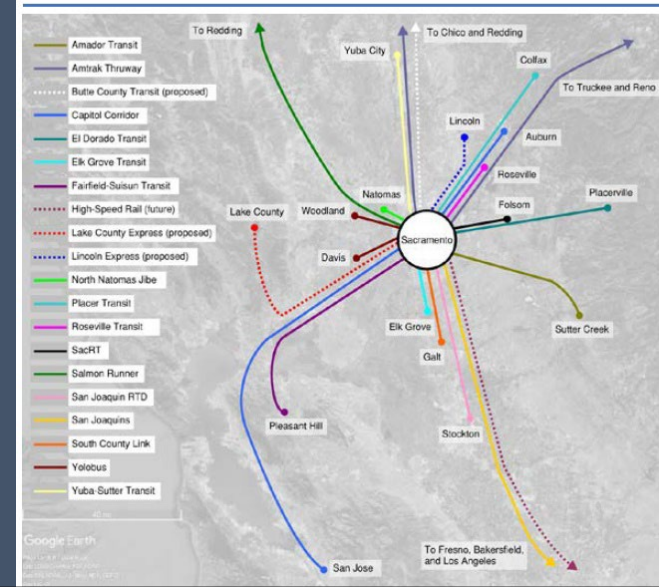 Amador Transit
Amtrak Thruway
Butte County Transit (proposed)
Capitol Corridor
El Dorado Transit
Elk Grove Transit
Fairfield-Suisun Transit
High-Speed Rail (future)
Lake County Express (proposed)
Lincoln Express (proposed)
North Natomas Jibe
Placer Transit
Roseville Transit
SacRT
Salmon Runner
San Joaquin RTD
San Joaquins
South County Link
Yolobus
Yuba-Sutter Transit
To Redding
Yuba City
To Chico and Redding
Colfax
To Truckee and Reno
Lincoln
Auburn
Roseville
Natomas
Woodland
Folsom
Placerville
Lake County
Sacramento
Davis
Elk Grove
Sutter Creek
Galt
Pleasant Hill
Stockton
San Jose
To Fresno, Bakersfield,
and Los Angeles
Google Earth